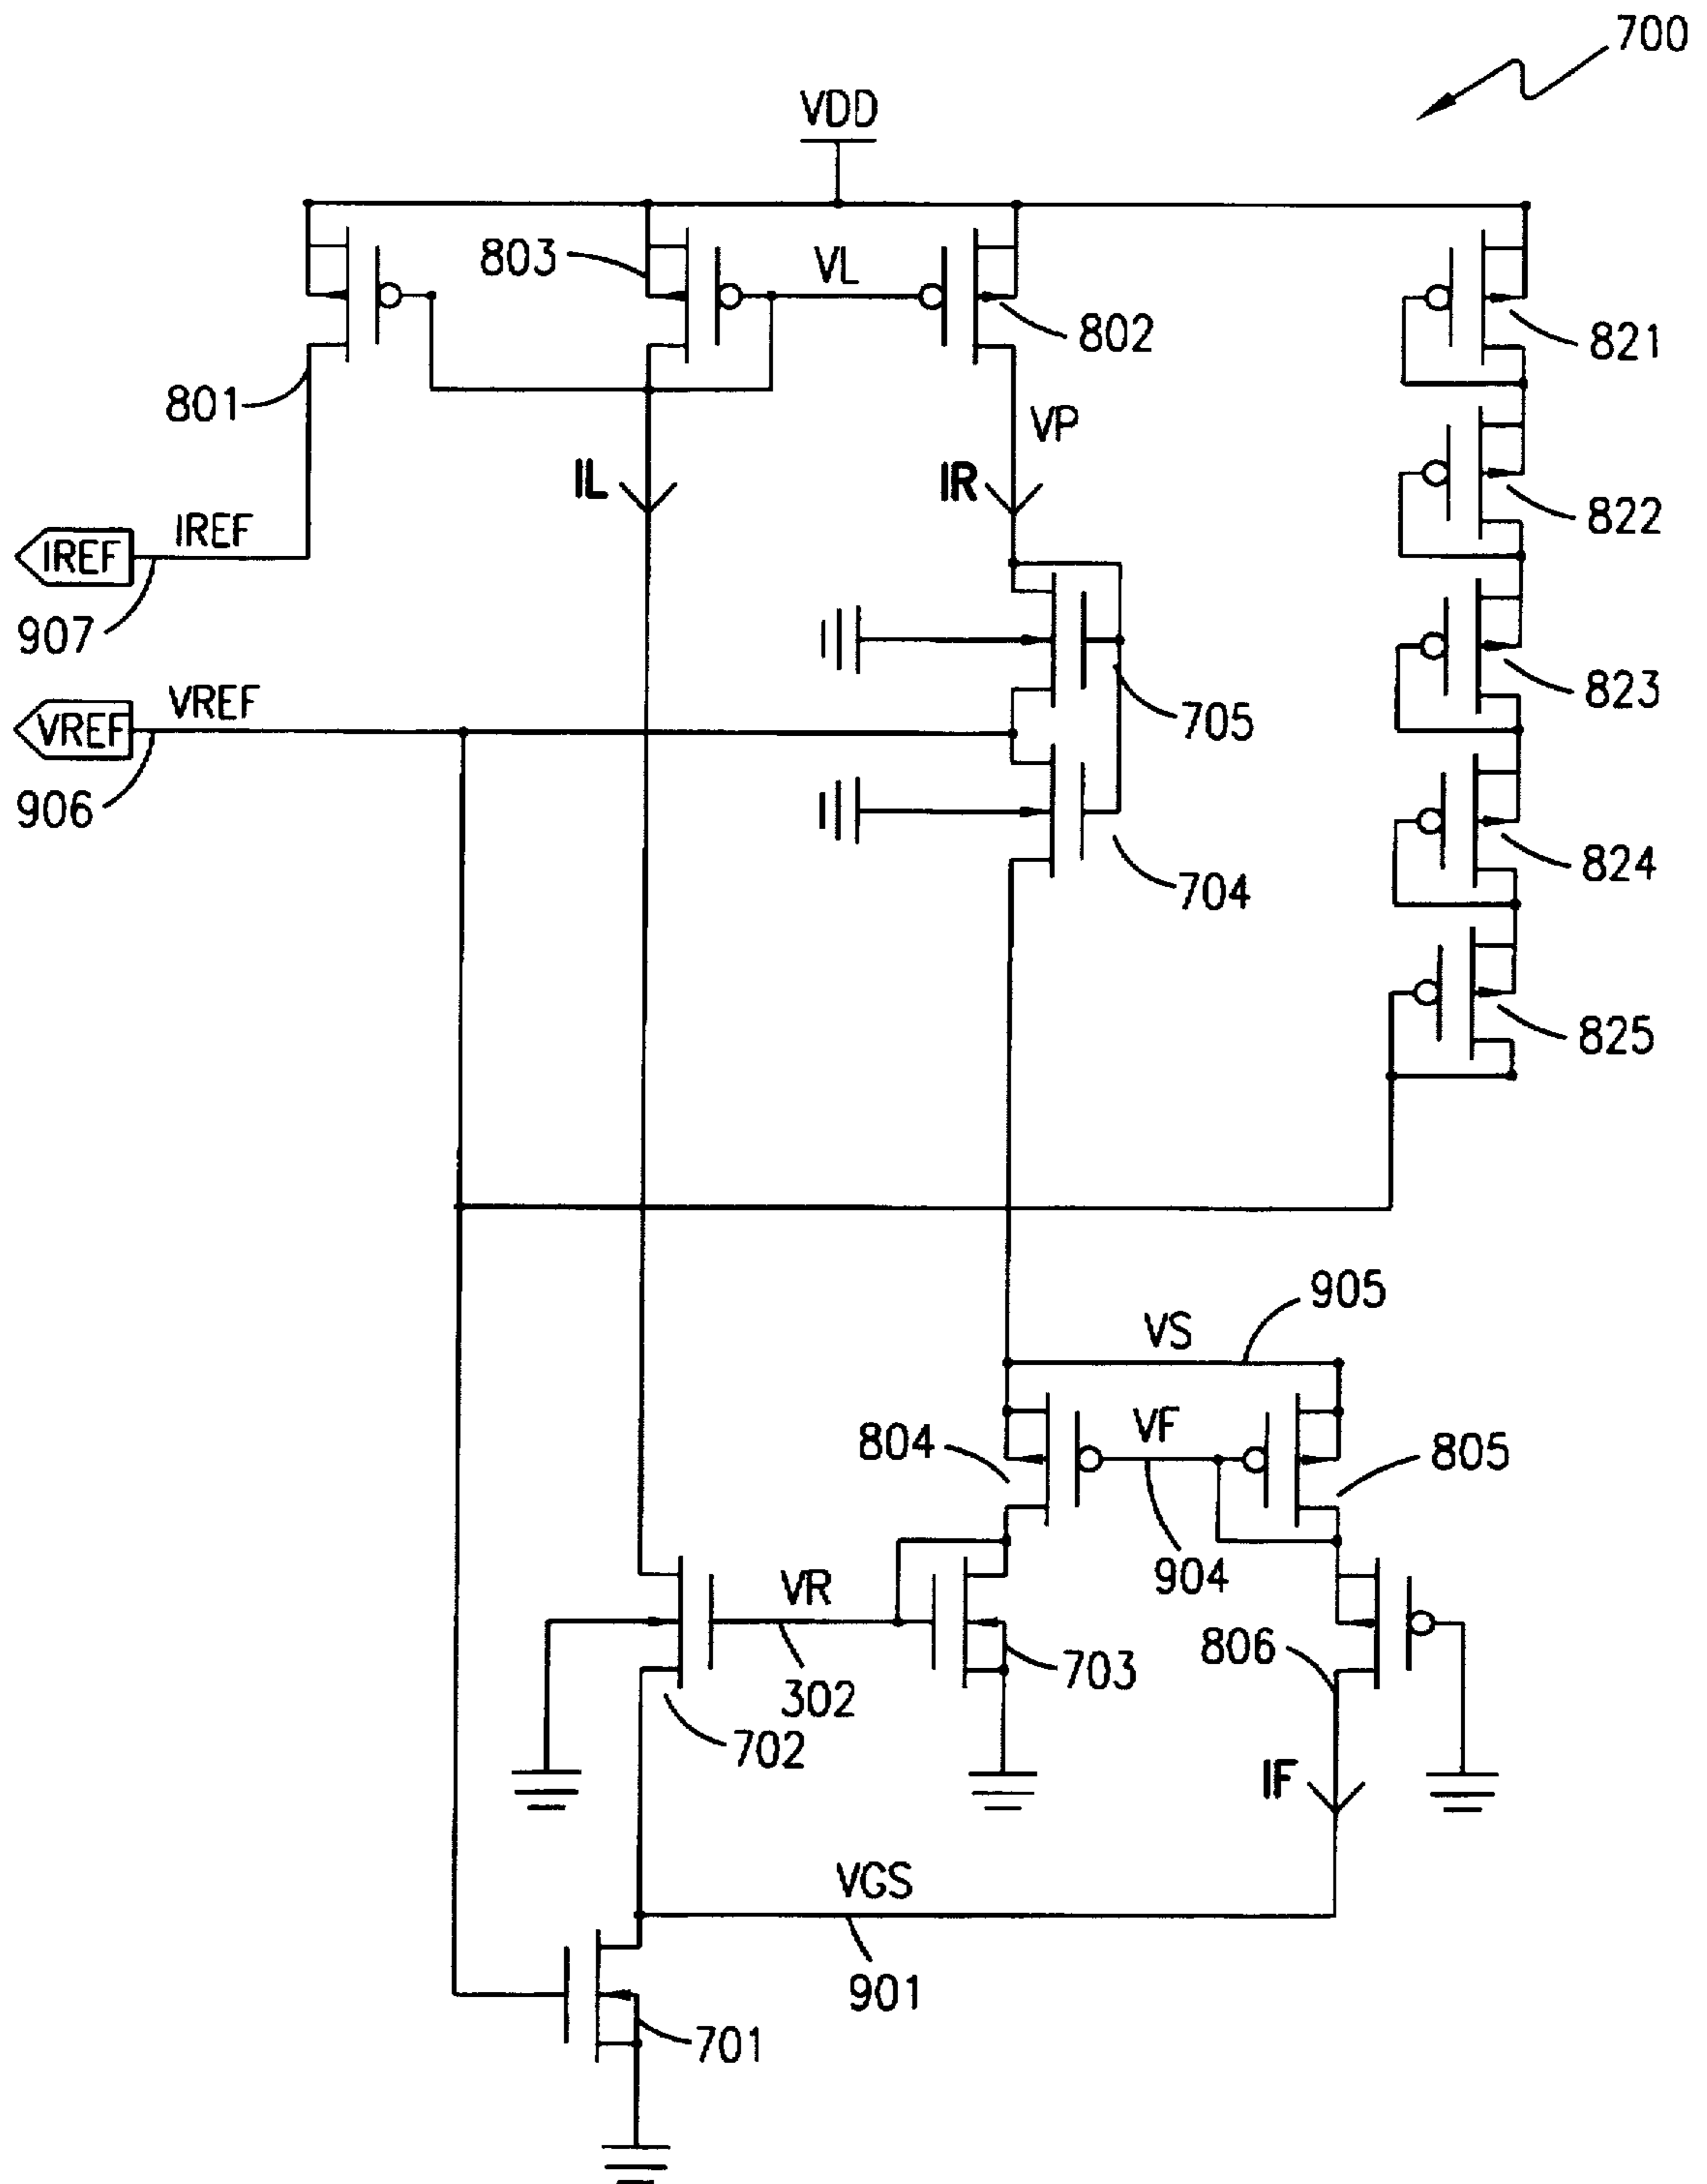 700
VDD
803
VL
802
821
801
VP
IL
IR
822
IREF
IREF
907
VREF
705
823
VREF
906
704
824
825
905
VS
804
VF
805
904
VR
806
703
302
702
IF
VGS
901
701